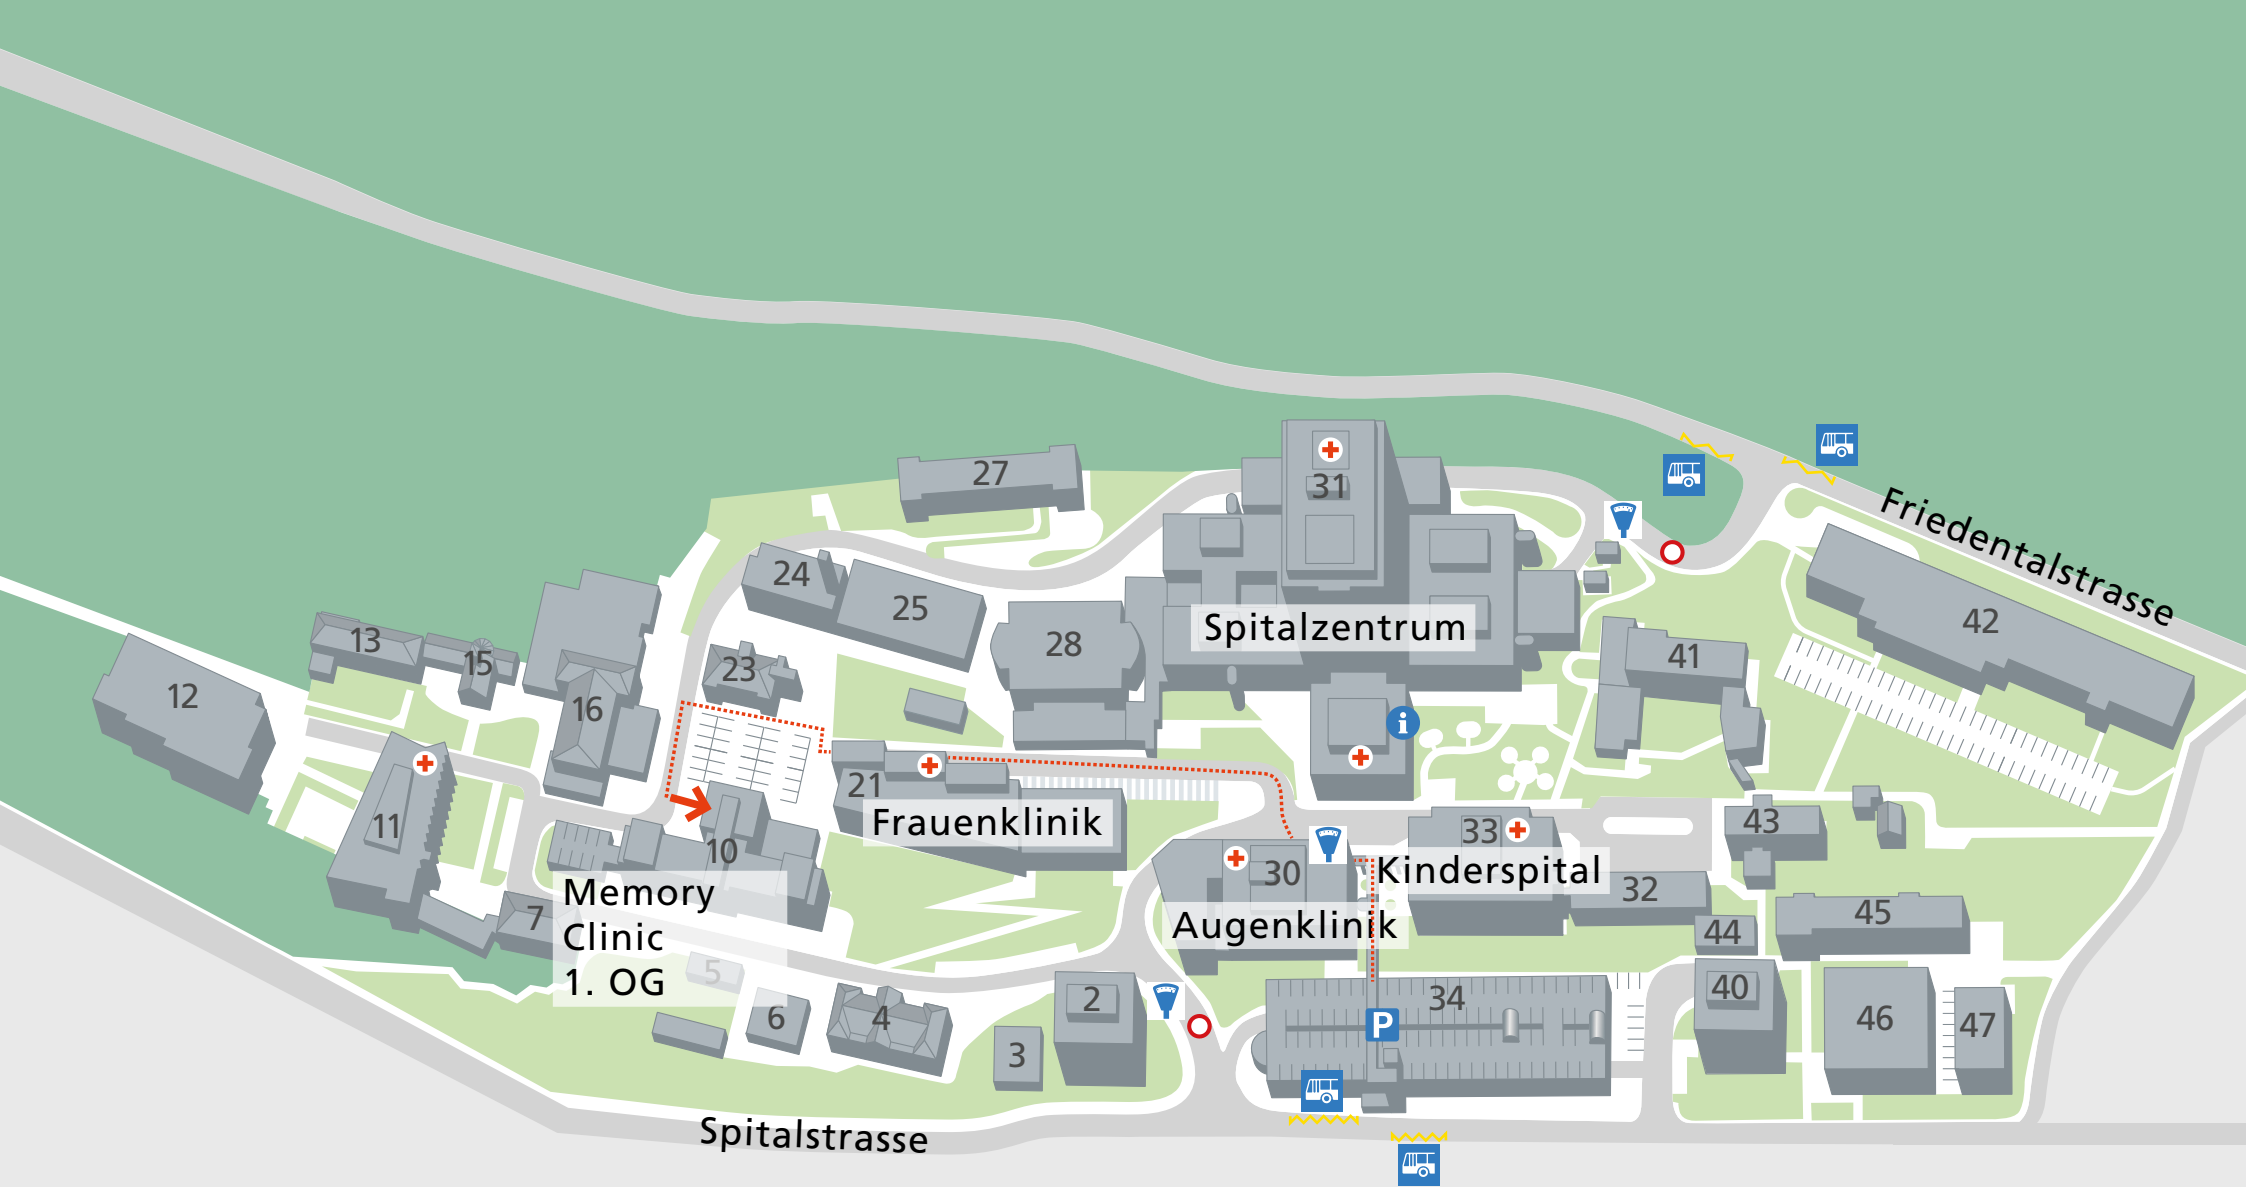 27
31
Friedentalstrasse
24
25
13
15
12
23
16
28
Spitalzentrum
41
42
i
21
Frauenklinik
11
10
33
43
Kinderspital
30
32
Memory
Clinic
1. OG
7
Augenklinik
44
45
5
6
4
2
3
34
P
40
46
47
Spitalstrasse